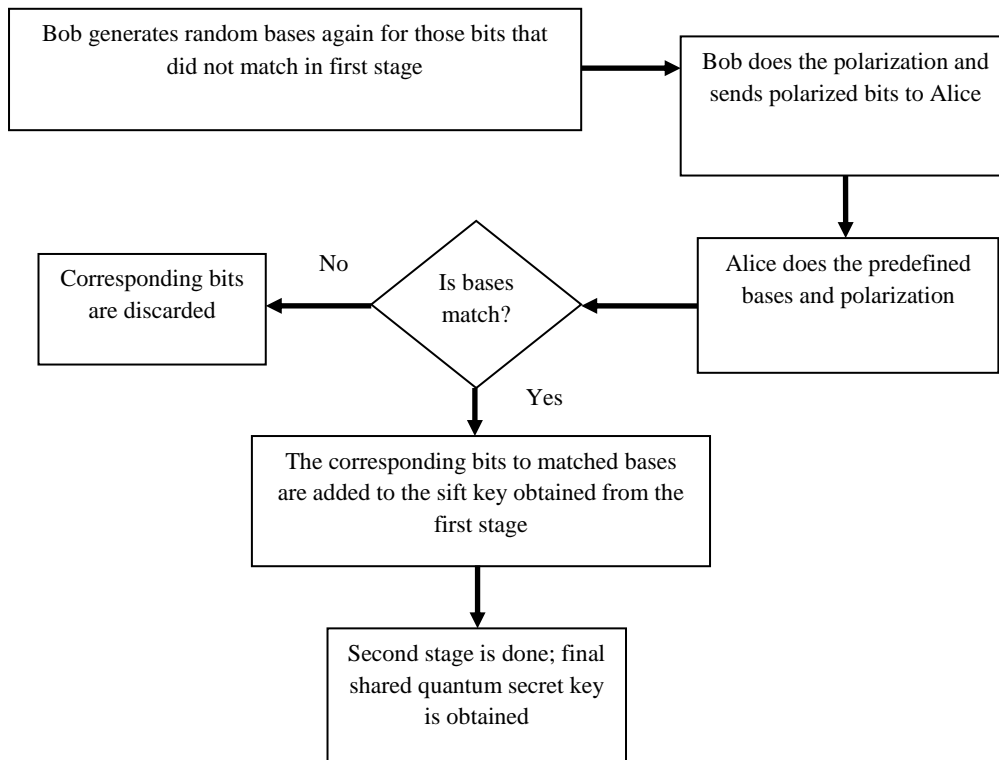 Bob generates random bases again for those bits that
did not match in first stage
Bob does the polarization and
sends polarized bits to Alice
Alice does the predefined
bases and polarization
Is bases
match?
No
Corresponding bits
are discarded
Yes
The corresponding bits to matched bases
are added to the sift key obtained from the
first stage
Second stage is done; final
shared quantum secret key
is obtained